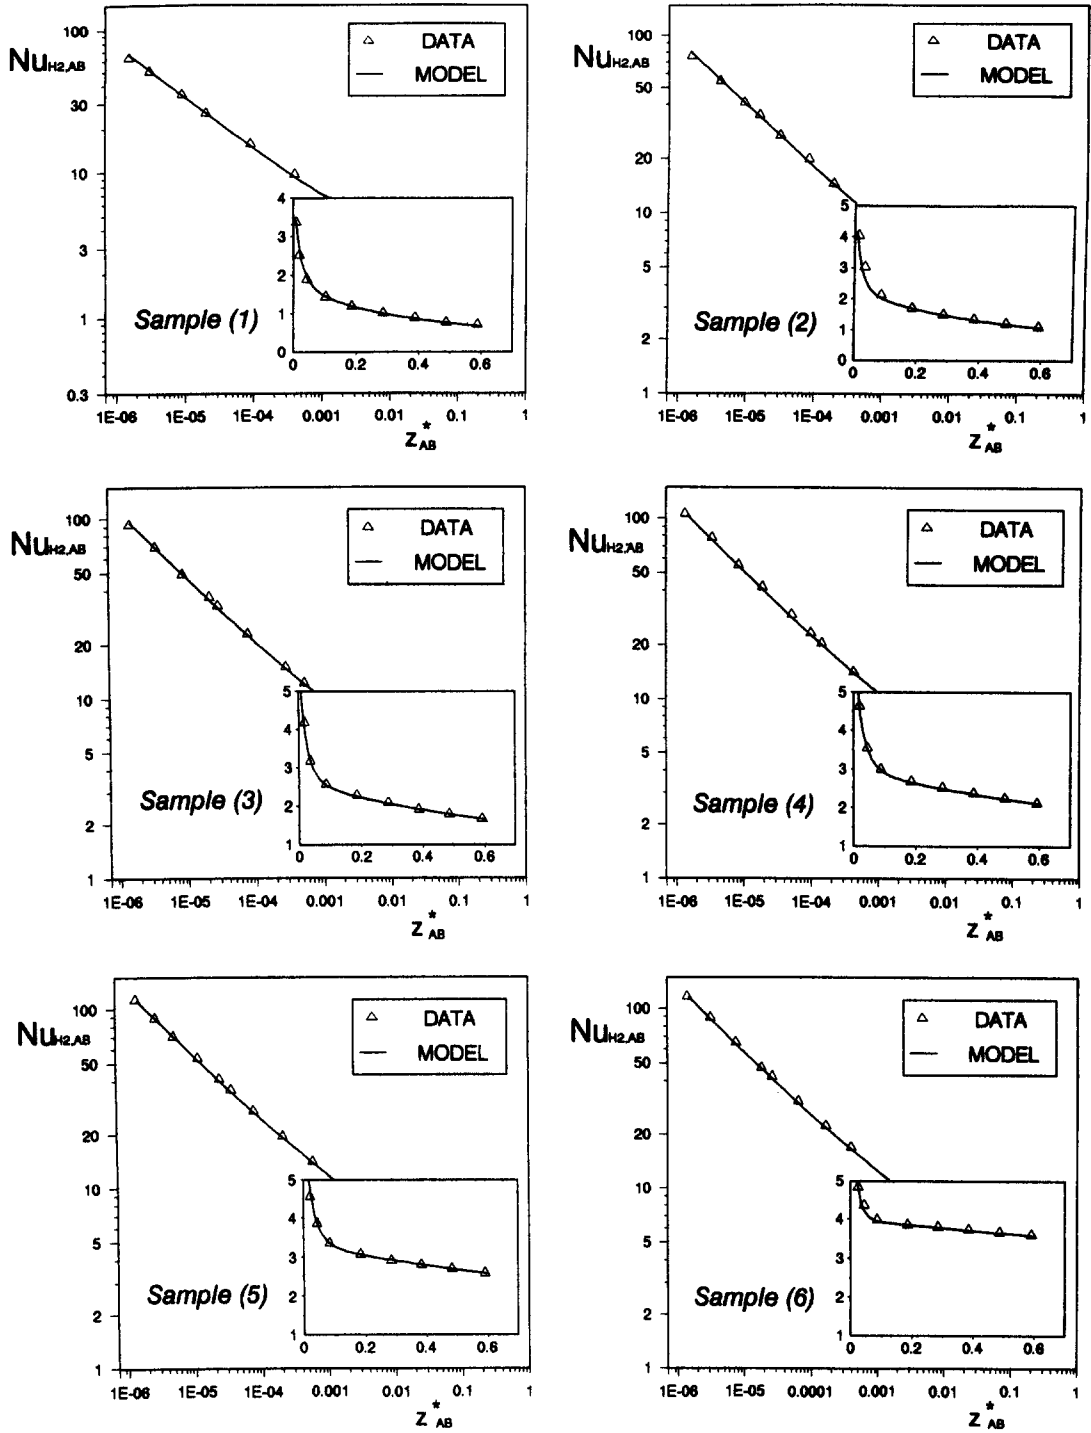 100
30
10
3
1
0.3
Nu H2,AB
DATA
MODEL
4
3
2
1
0
0 0.2 0.4 0.6
Sample (1)
1E-06 1E-05 1E-04 0.001 0.01 0.1 1
z*AB
100
50
20
10
5
2
1
Nu H2,AB
DATA
MODEL
5
4
3
2
1
0
0 0.2 0.4 0.6
Sample (2)
1E-06 1E-05 1E-04 0.001 0.01 0.1 1
z*AB
100
50
20
10
5
2
1
Nu H2,AB
DATA
MODEL
5
4
3
2
1
0 0.2 0.4 0.6
Sample (3)
1E-06 1E-05 1E-04 0.001 0.01 0.1 1
z*AB
100
50
20
10
5
2
1
Nu H2,AB
DATA
MODEL
5
4
3
2
1
0 0.2 0.4 0.6
Sample (4)
1E-06 1E-05 1E-04 0.001 0.01 0.1 1
z*AB
100
50
20
10
5
2
1
Nu H2,AB
DATA
MODEL
5
4
3
2
1
0 0.2 0.4 0.6
Sample (5)
1E-06 1E-05 1E-04 0.001 0.01 0.1 1
z*AB
100
50
20
10
5
2
1
Nu H2,AB
DATA
MODEL
5
4
3
2
1
0 0.2 0.4 0.6
Sample (6)
1E-06 1E-05 0.0001 0.001 0.01 0.1 1
z*AB